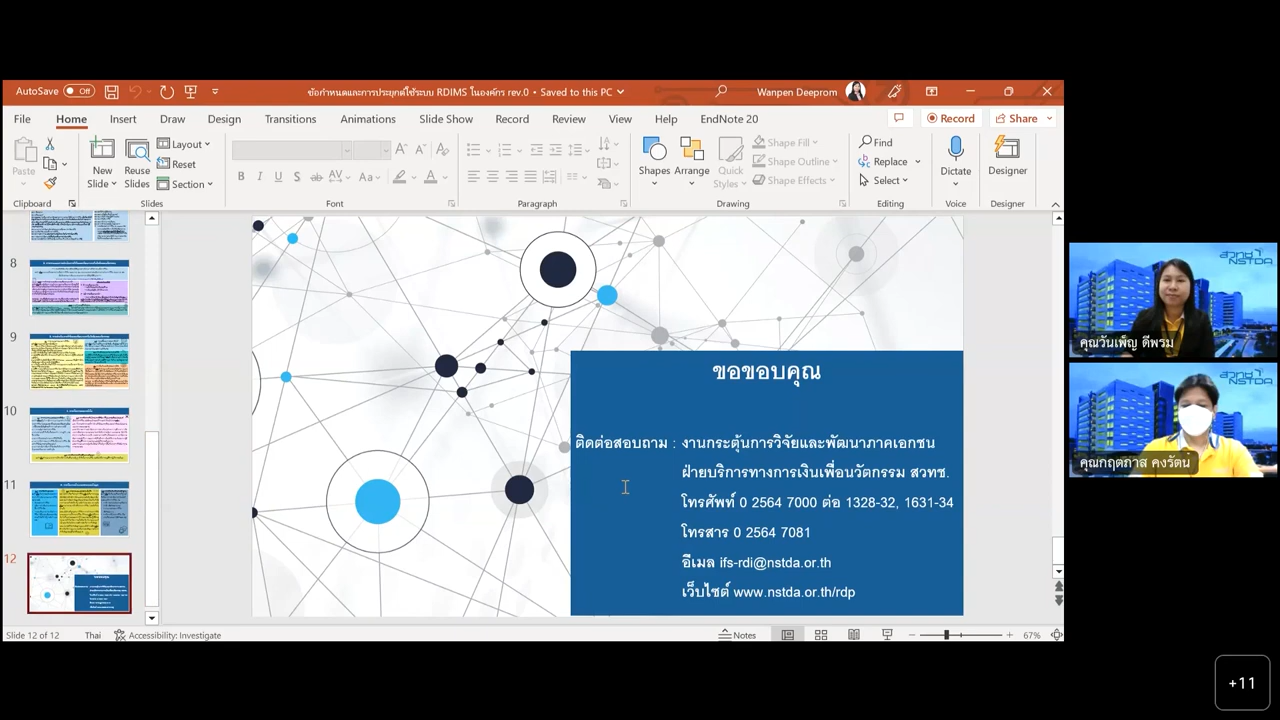 AutoSave Off
ข้อกำหนดและการประยุกต์ใช้ระบบ RDIMS ในองค์กร rev.0 • Saved to this PC
Wanpen Deeprom
File Home Insert Draw Design Transitions Animations Slide Show Record Review View Help EndNote 20
Record Share
Paste
New Slide
Reuse Slides
Layout
Reset
Section
B I U S ab AV Aa A
Shapes Arrange Quick Styles
Shape Fill
Shape Outline
Shape Effects
Find
Replace
Select
Dictate
Designer
Clipboard Slides Font Paragraph Drawing Editing Voice Designer
8
9
10
11
12
ขอขอบคุณ
ติดต่อสอบถาม : งานกระตุ้นการวิจัยและพัฒนาภาคเอกชน
ฝ่ายบริการทางการเงินเพื่อนวัตกรรม สวทช.
โทรศัพท์ 0 2564 7000 ต่อ 1328-32, 1631-34
โทรสาร 0 2564 7081
อีเมล ifs-rdi@nstda.or.th
เว็บไซต์ www.nstda.or.th/rdp
สวทช
NSTDA
คุณวันเพ็ญ ดีพรม
สวทช
NSTDA
คุณกฤตภาส คงรัตน์
Slide 12 of 12 Thai Accessibility: Investigate
Notes
67%
+11